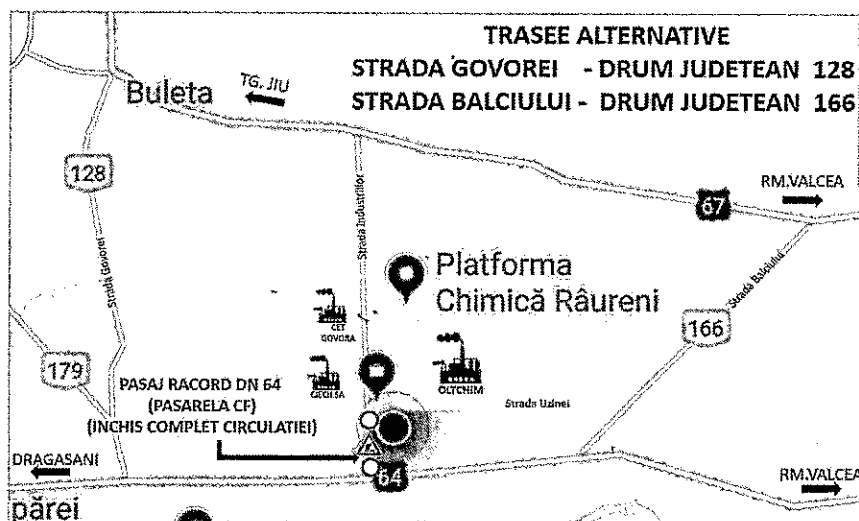 TRASEE ALTERNATIVE
STRADA GOVOREI - DRUM JUDETEAN 128
STRADA BALCIULUI - DRUM JUDETEAN 166
TG. JIU
Buleta
128
RM.VALCEA
67
Strada Industriilor
Strada Govorei
Platforma
Chimică Râureni
Strada Balciului
166
CET
GOVORA
179
PASAJ RACORD DN 64
(PASARELA CF)
(INCHIS COMPLET CIRCULATIEI)
OLTCHIM
Strada Uzinei
DRAGASANI
64
RM.VALCEA
părei